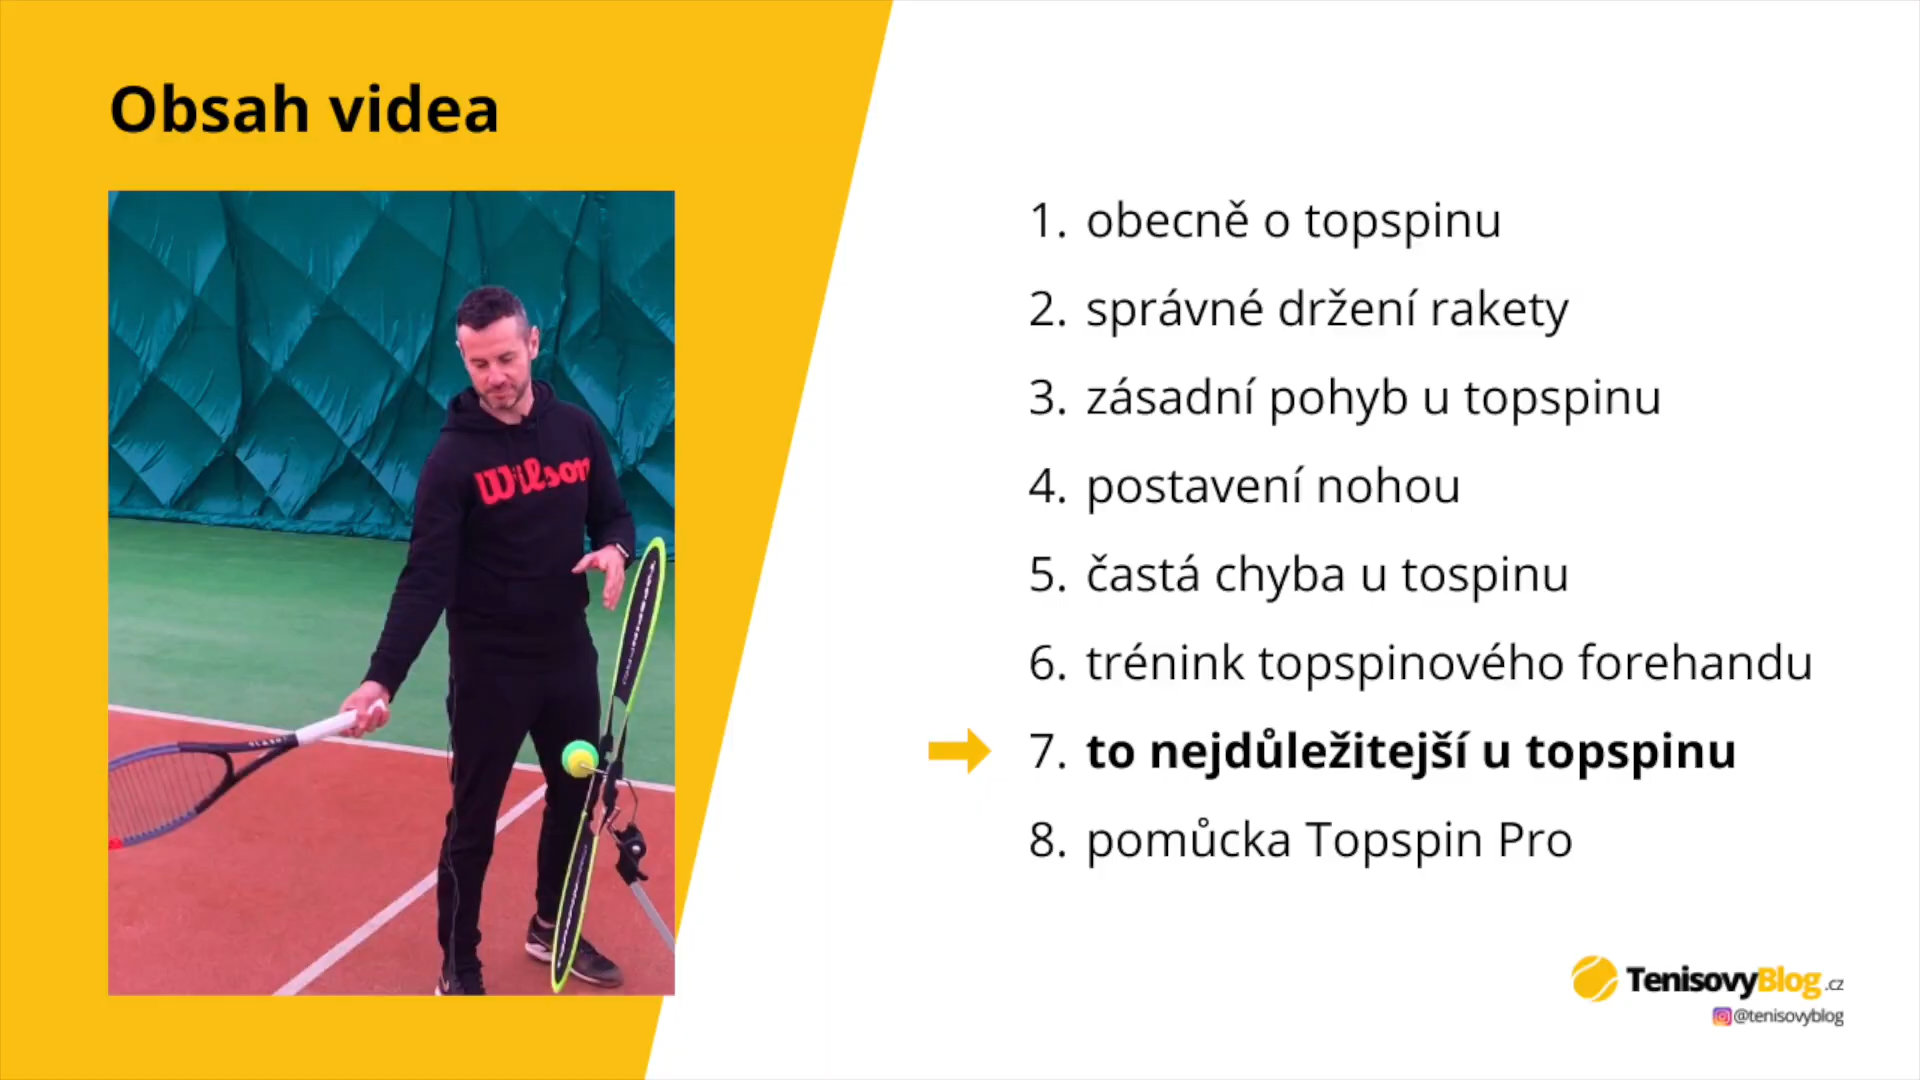 Obsah videa
Wilson
1. obecně o topspinu
2. správné držení rakety
3. zásadní pohyb u topspinu
4. postavení nohou
5. častá chyba u tospinu
6. trénink topspinového forehandu
7. to nejdůležitejší u topspinu
8. pomůcka Topspin Pro
TenisovyBlog.cz
@tenisovyblog